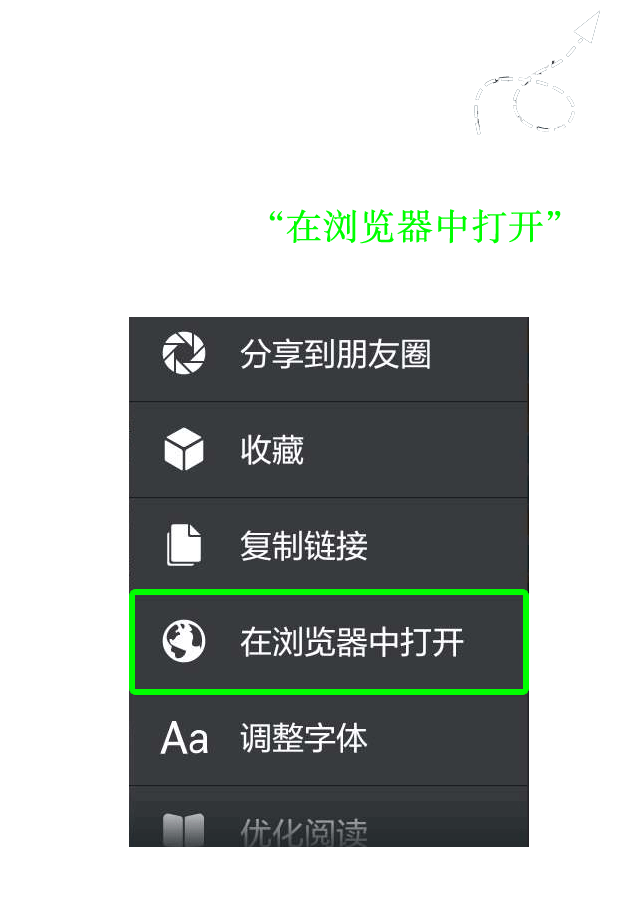 “在浏览器中打开”
分享到朋友圈
收藏
复制链接
在浏览器中打开
Aa 调整字体
优化阅读